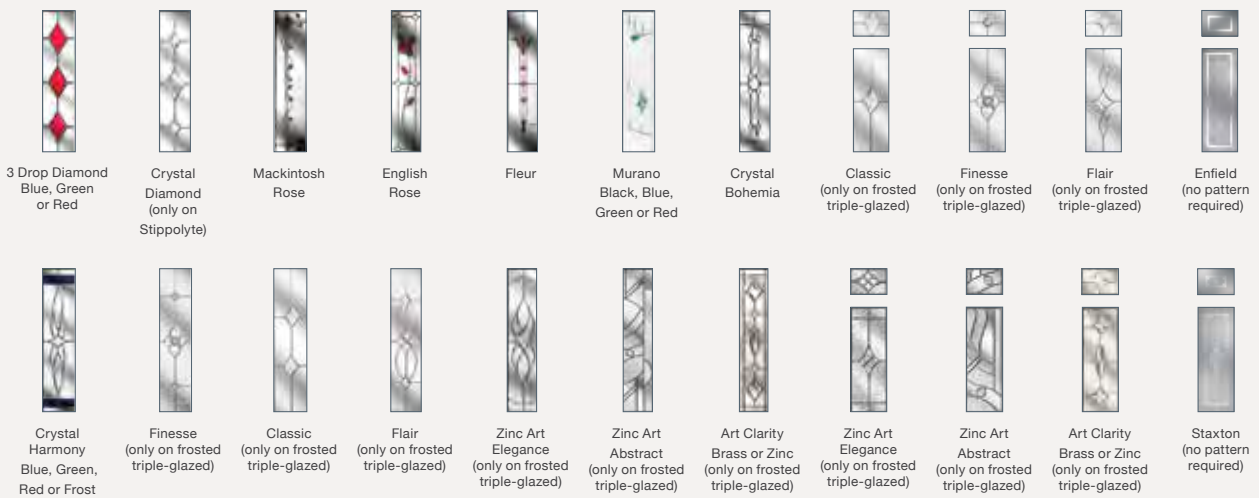 3 Drop Diamond
Blue, Green
or Red
Crystal
Diamond
(only on
Stippolyte)
Mackintosh
Rose
English
Rose
Fleur
Murano
Black, Blue,
Green or Red
Crystal
Bohemia
Classic
(only on frosted
triple-glazed)
Finesse
(only on frosted
triple-glazed)
Flair
(only on frosted
triple-glazed)
Enfield
(no pattern
required)
Crystal
Harmony
Blue, Green,
Red or Frost
Finesse
(only on frosted
triple-glazed)
Classic
(only on frosted
triple-glazed)
Flair
(only on frosted
triple-glazed)
Zinc Art
Elegance
(only on frosted
triple-glazed)
Zinc Art
Abstract
(only on frosted
triple-glazed)
Art Clarity
Brass or Zinc
(only on frosted
triple-glazed)
Zinc Art
Elegance
(only on frosted
triple-glazed)
Zinc Art
Abstract
(only on frosted
triple-glazed)
Art Clarity
Brass or Zinc
(only on frosted
triple-glazed)
Staxton
(no pattern
required)